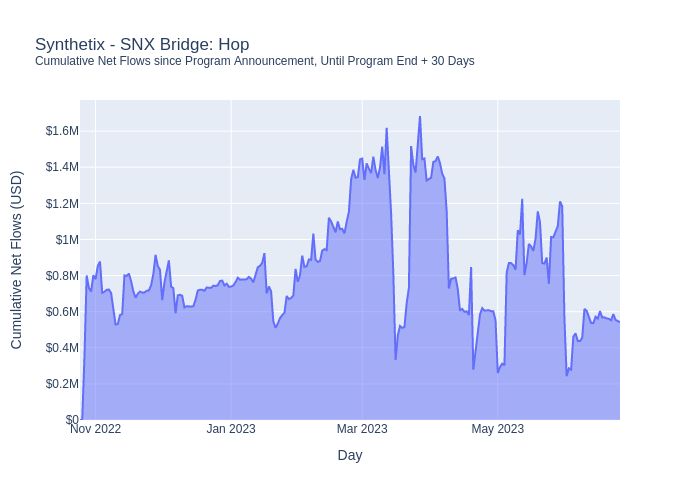 Synthetix - SNX Bridge: Hop
Cumulative Net Flows since Program Announcement, Until Program End + 30 Days
Cumulative Net Flows (USD)
$1.6M
$1.4M
$1.2M
$1M
$0.8M
$0.6M
$0.4M
$0.2M
$0
Nov 2022
Jan 2023
Mar 2023
May 2023
Day